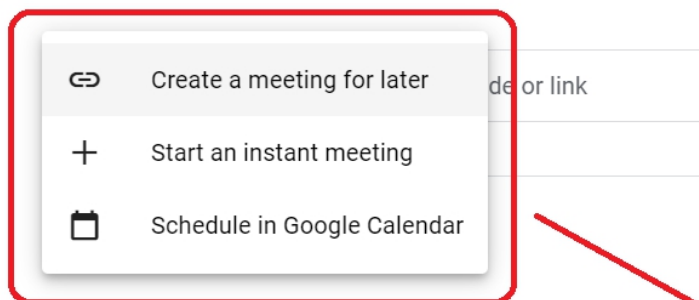 Create a meeting for later
de or link
Start an instant meeting
Schedule in Google Calendar